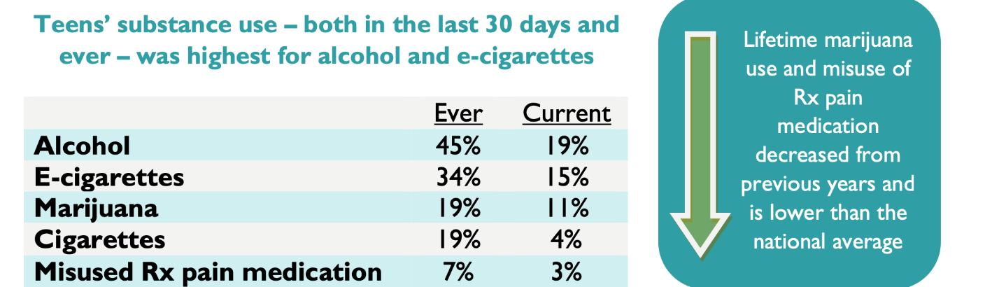 Teens’ substance use – both in the last 30 days and
ever – was highest for alcohol and e-cigarettes
Ever Current
Alcohol 45% 19%
E-cigarettes 34% 15%
Marijuana 19% 11%
Cigarettes 19% 4%
Misused Rx pain medication 7% 3%
Lifetime marijuana
use and misuse of
Rx pain
medication
decreased from
previous years and
is lower than the
national average